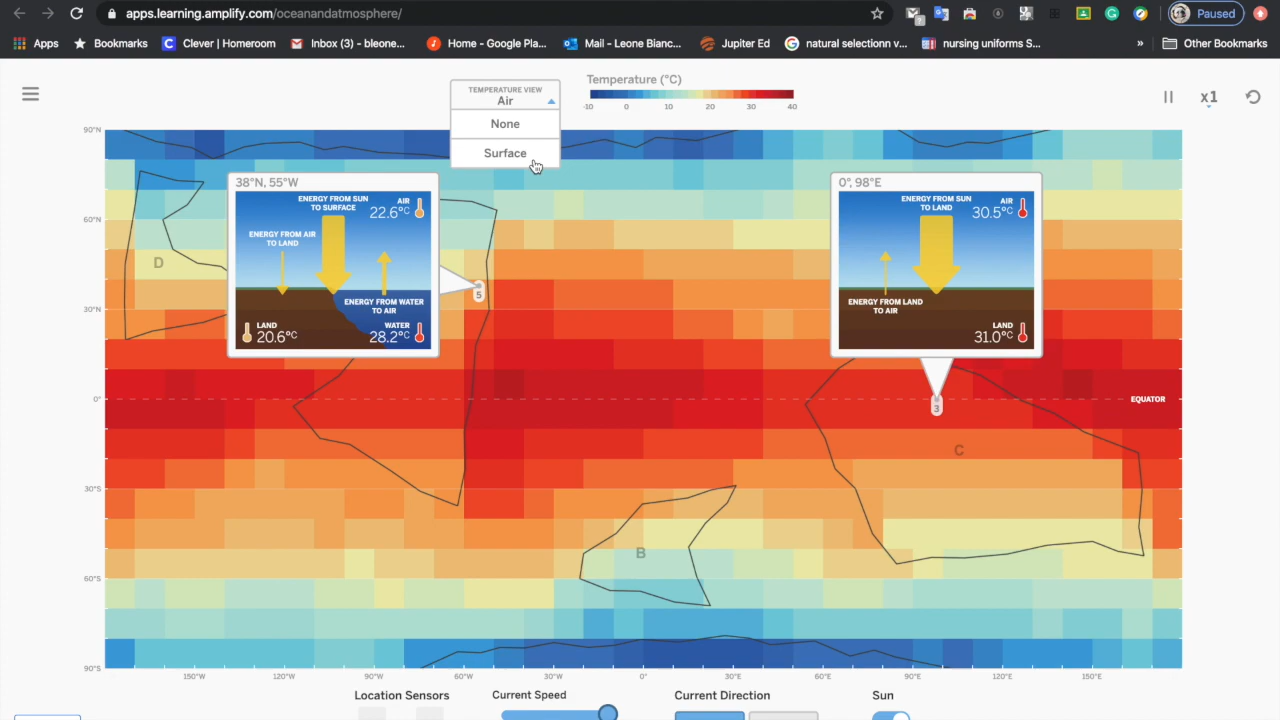 apps.learning.amplify.com/oceanandatmosphere/
Paused
Apps
Bookmarks
Clever | Homeroom
Inbox (3) - bleone...
Home - Google Pla...
Mail - Leone Bianc...
Jupiter Ed
natural selectionn v...
nursing uniforms S...
»
Other Bookmarks
TEMPERATURE VIEW
Air
None
Surface
Temperature (°C)
-10 0 10 20 30 40
x1
90°N
60°N
30°N
0°
30°S
60°S
90°S
38°N, 55°W
ENERGY FROM SUN
TO SURFACE
AIR
22.6°C
ENERGY FROM AIR
TO LAND
ENERGY FROM WATER
TO AIR
LAND
20.6°C
WATER
28.2°C
5
0°, 98°E
ENERGY FROM SUN
TO LAND
AIR
30.5°C
ENERGY FROM LAND
TO AIR
LAND
31.0°C
3
D
EQUATOR
C
B
150°W 120°W 90°W 60°W 30°W 0° 30°E 60°E 90°E 120°E 150°E
Location Sensors
Current Speed
Current Direction
Sun